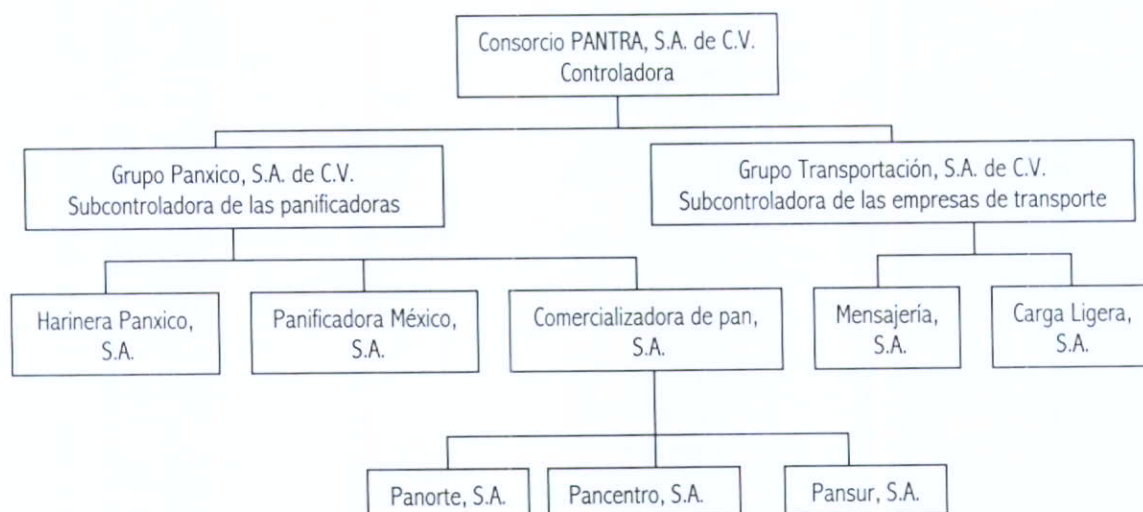 Consorcio PANTRA, S.A. de C.V.
Controladora
Grupo Panxico, S.A. de C.V.
Subcontroladora de las panificadoras
Grupo Transportación, S.A. de C.V.
Subcontroladora de las empresas de transporte
Harinera Panxico,
S.A.
Panificadora México,
S.A.
Comercializadora de pan,
S.A.
Mensajería,
S.A.
Carga Ligera,
S.A.
Panorte, S.A.
Pancentro, S.A.
Pansur, S.A.